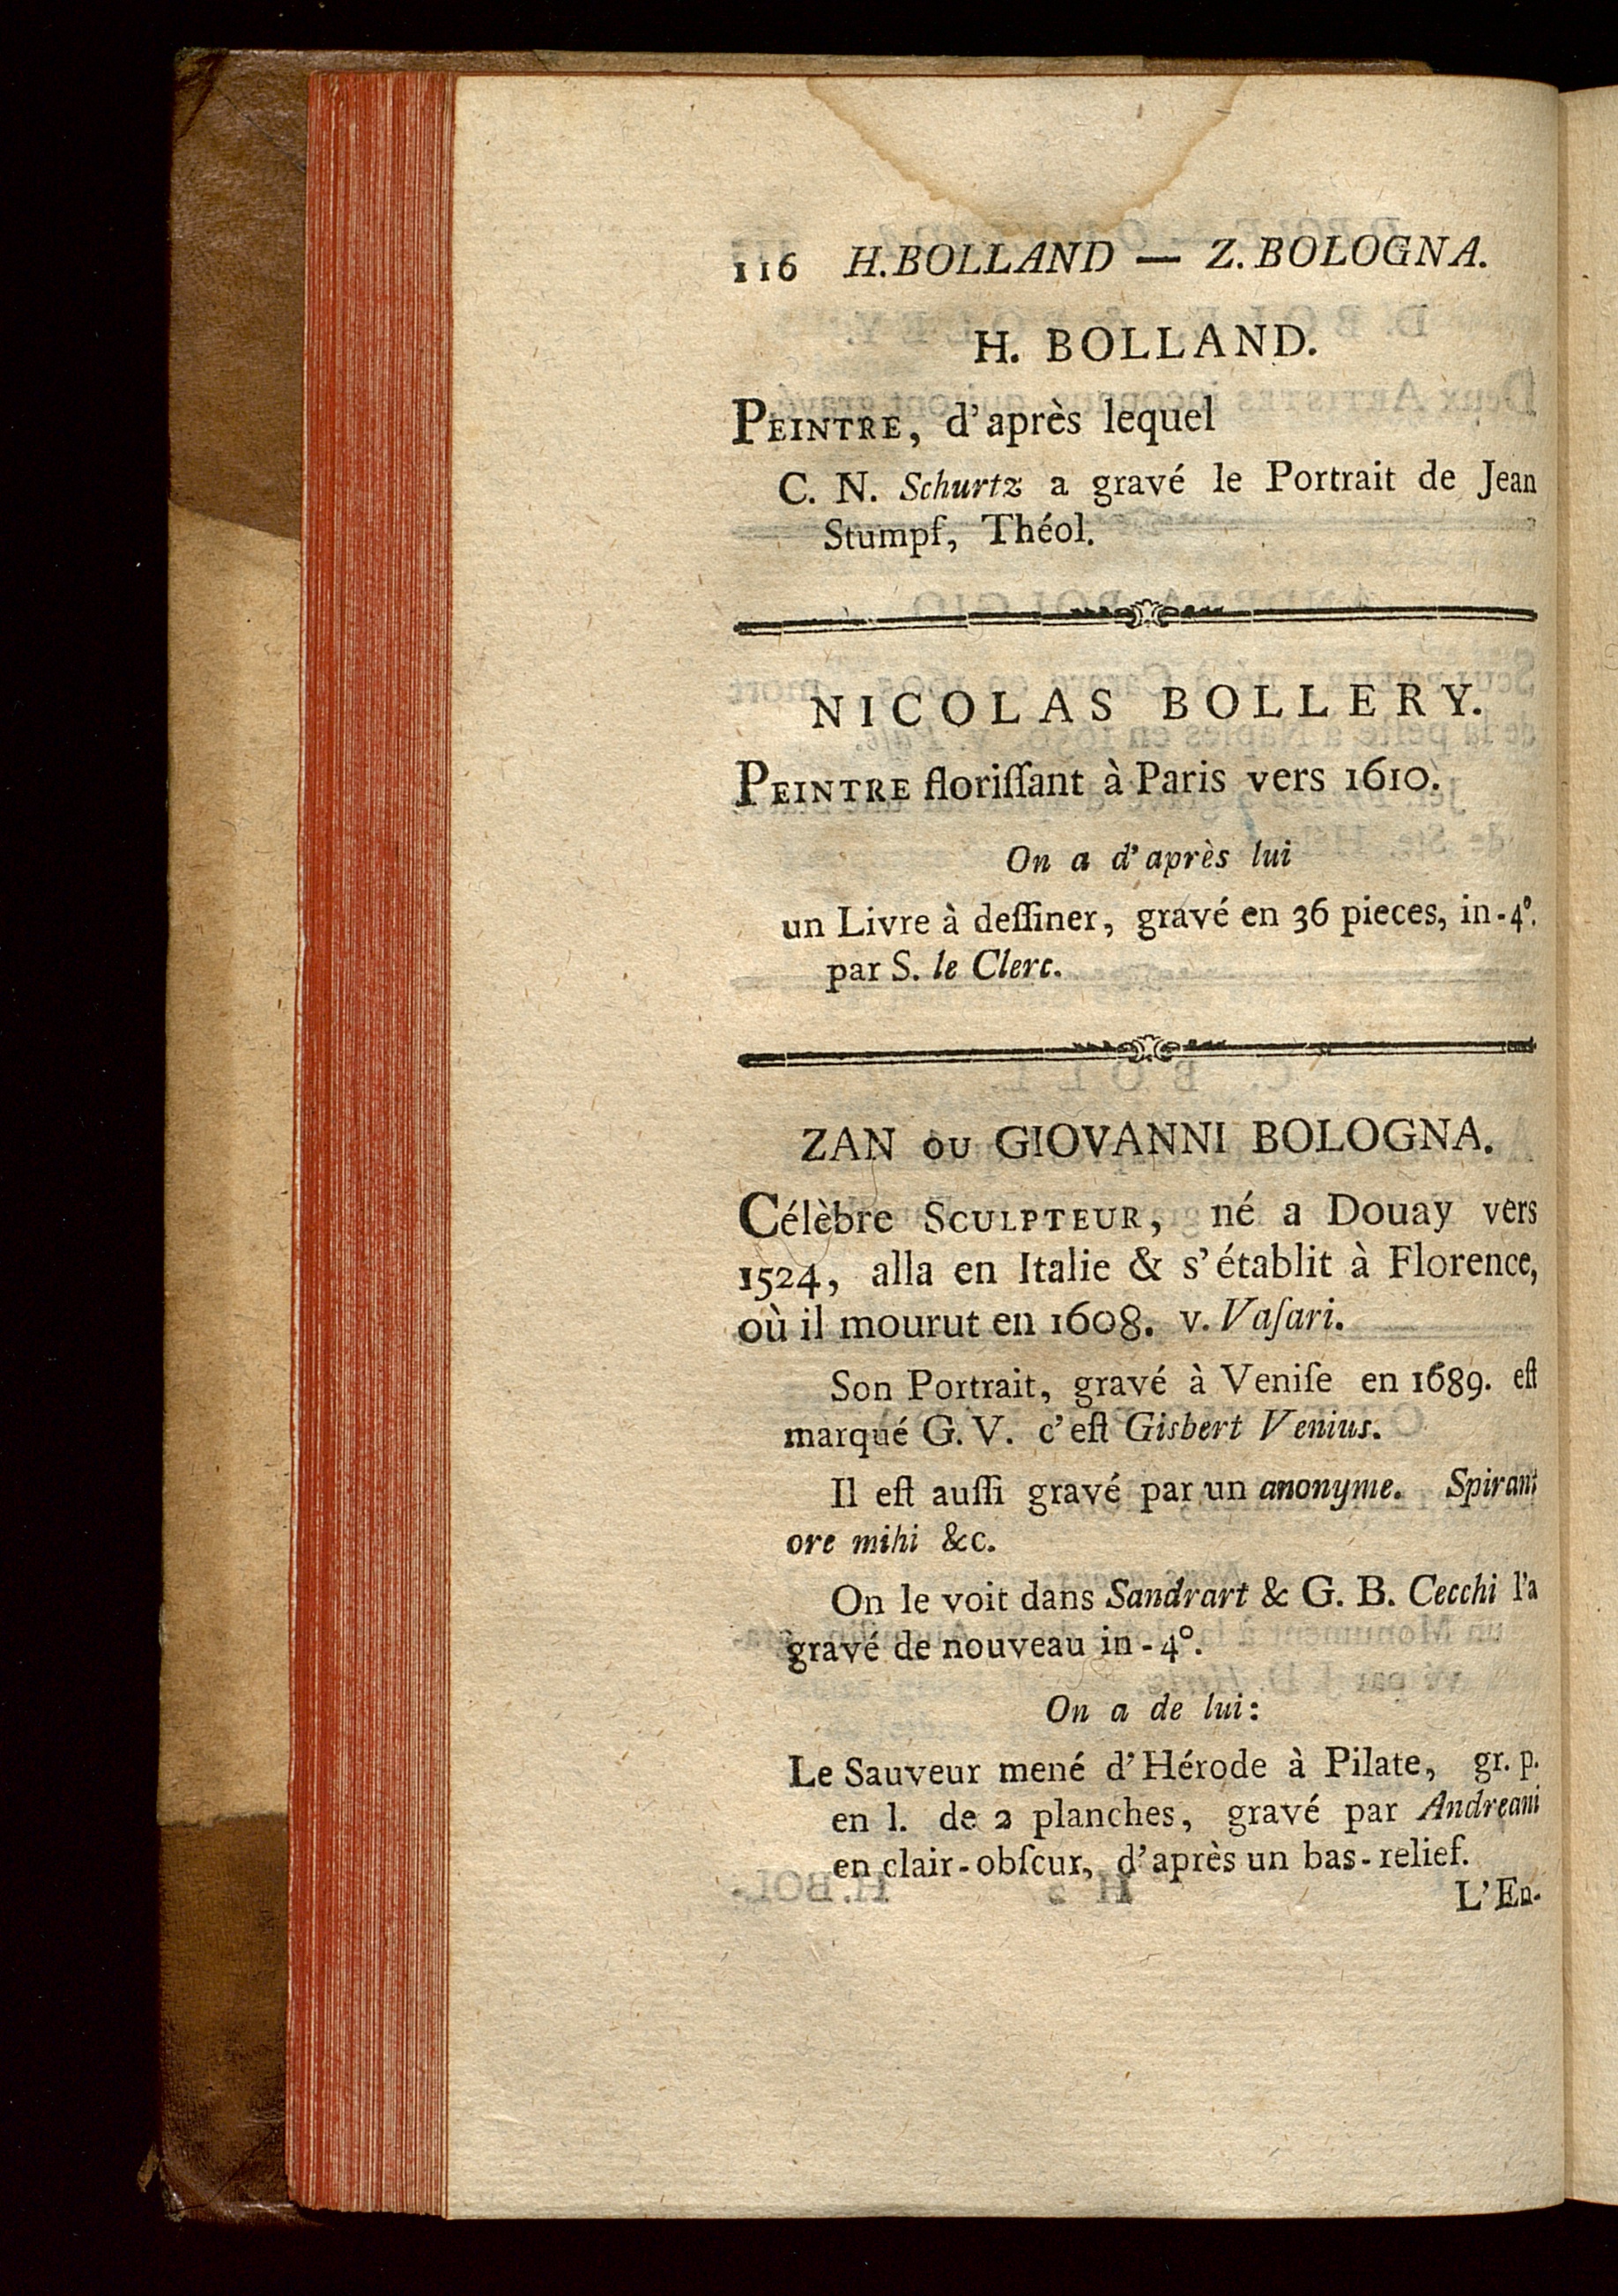 116 H. BOLLAND — Z. BOLOGNA.
H. BOLLAND.
PEINTRE, d'après lequel
C. N. Schurtz a gravé le Portrait de Jean
Stumpf, Théol.
NICOLAS BOLLERY.
PEINTRE floriſſant à Paris vers 1610.
On a d'après lui
un Livre à deſſiner, gravé en 36 pieces, in-4°.
par S. le Clerc.
ZAN ou GIOVANNI BOLOGNA.
Célèbre SCULPTEUR, né a Douay vers
1524, alla en Italie & s'établit à Florence,
où il mourut en 1608. v. Vaſari.
Son Portrait, gravé à Veniſe en 1689. eſt
marqué G. V. c'eſt Gisbert Venius.
Il eſt auſſi gravé par un anonyme. Spirant
ore mihi &c.
On le voit dans Sandrart & G. B. Cecchi l'a
gravé de nouveau in-4°.
On a de lui:
Le Sauveur mené d'Hérode à Pilate, gr. p.
en l. de 2 planches, gravé par Andreani
en clair-obſcur, d'après un bas-relief.
L'En-